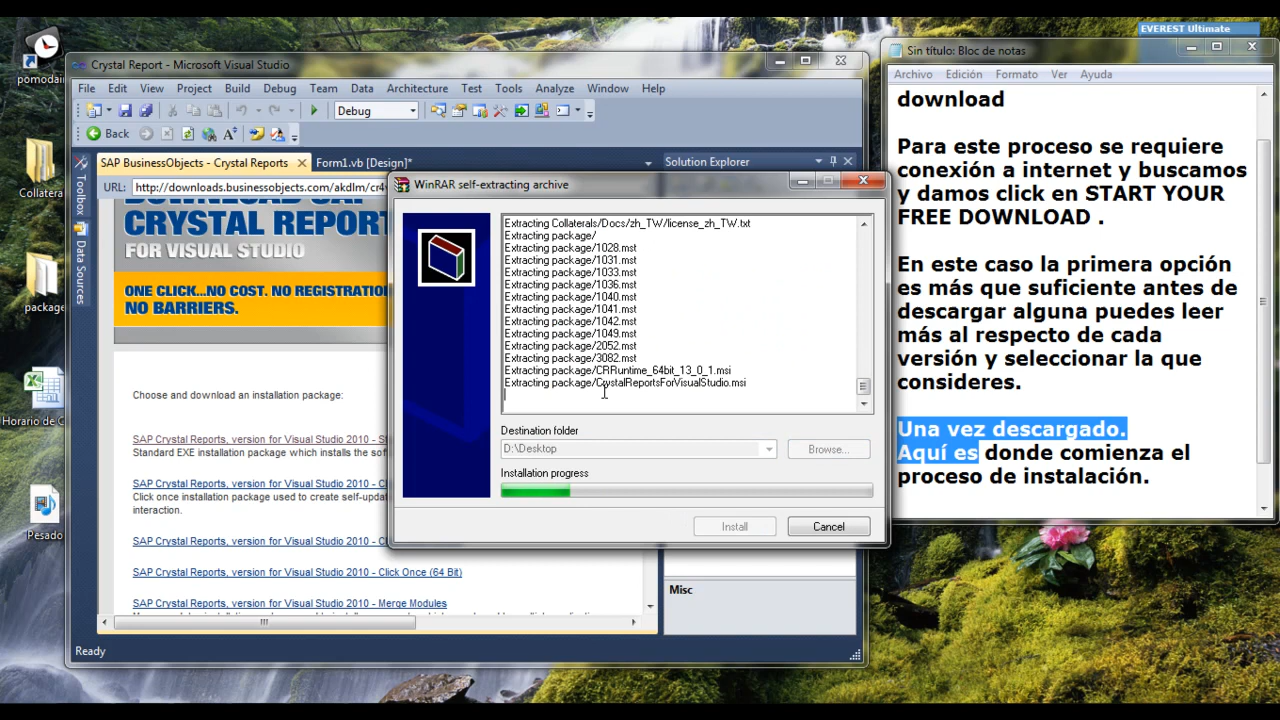 EVEREST Ultimate
pomodair
Collatera
package
Horario de C
Pesado
Crystal Report - Microsoft Visual Studio
File Edit View Project Build Debug Team Data Architecture Test Tools Analyze Window Help
Debug
Back
SAP BusinessObjects - Crystal Reports
Form1.vb [Design]*
Solution Explorer
Toolbox
Data Sources
URL: http://downloads.businessobjects.com/akdlm/cr4v
CRYSTAL REPORT
FOR VISUAL STUDIO
ONE CLICK...NO COST. NO REGISTRATION
NO BARRIERS.
Choose and download an installation package:
SAP Crystal Reports, version for Visual Studio 2010 - St
Standard EXE installation package which installs the sof
SAP Crystal Reports, version for Visual Studio 2010 - C
Click once installation package used to create self-updat
interaction.
SAP Crystal Reports, version for Visual Studio 2010 - C
SAP Crystal Reports, version for Visual Studio 2010 - Click Once (64 Bit)
SAP Crystal Reports, version for Visual Studio 2010 - Merge Modules
Misc
Ready
WinRAR self-extracting archive
Extracting Collaterals/Docs/zh_TW/license_zh_TW.txt
Extracting package/
Extracting package/1028.mst
Extracting package/1031.mst
Extracting package/1033.mst
Extracting package/1036.mst
Extracting package/1040.mst
Extracting package/1041.mst
Extracting package/1042.mst
Extracting package/1049.mst
Extracting package/2052.mst
Extracting package/3082.mst
Extracting package/CRRuntime_64bit_13_0_1.msi
Extracting package/CrystalReportsForVisualStudio.msi
Destination folder
D:\Desktop
Browse...
Installation progress
Install
Cancel
Sin título: Bloc de notas
Archivo Edición Formato Ver Ayuda
download
Para este proceso se requiere
conexión a internet y buscamos
y damos click en START YOUR
FREE DOWNLOAD .
En este caso la primera opción
es más que suficiente antes de
descargar alguna puedes leer
más al respecto de cada
versión y seleccionar la que
consideres.
Una vez descargado.
Aquí es donde comienza el
proceso de instalación.